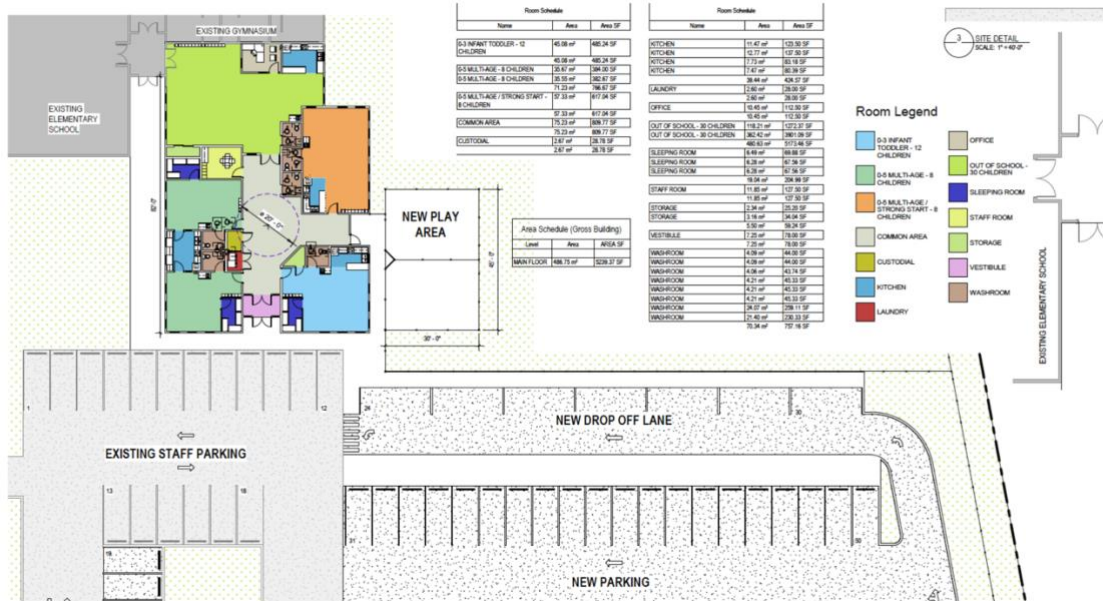 EXISTING GYMNASIUM
EXISTING
ELEMENTARY
SCHOOL
82'-0"
ø 20' - 0"
NEW PLAY
AREA
45' - 0"
30' - 0"
Room Schedule
Name Area Area SF
0-3 INFANT TODDLER - 12
CHILDREN
45.08 m² 485.24 SF
45.08 m² 485.24 SF
0-5 MULTI-AGE - 8 CHILDREN 35.67 m² 384.00 SF
0-5 MULTI-AGE - 8 CHILDREN 35.55 m² 382.67 SF
71.23 m² 766.67 SF
0-5 MULTI-AGE / STRONG START -
8 CHILDREN
57.33 m² 617.04 SF
57.33 m² 617.04 SF
COMMON AREA 75.23 m² 809.77 SF
75.23 m² 809.77 SF
CUSTODIAL 2.67 m² 28.78 SF
2.67 m² 28.78 SF
Area Schedule (Gross Building)
Level Area AREA SF
MAIN FLOOR 486.75 m² 5239.37 SF
Room Schedule
Name Area Area SF
KITCHEN 11.47 m² 123.50 SF
KITCHEN 12.77 m² 137.50 SF
KITCHEN 7.73 m² 83.18 SF
KITCHEN 7.47 m² 80.39 SF
39.44 m² 424.57 SF
LAUNDRY 2.60 m² 28.00 SF
2.60 m² 28.00 SF
OFFICE 10.45 m² 112.50 SF
10.45 m² 112.50 SF
OUT OF SCHOOL - 30 CHILDREN 118.21 m² 1272.37 SF
OUT OF SCHOOL - 30 CHILDREN 362.42 m² 3901.09 SF
480.63 m² 5173.46 SF
SLEEPING ROOM 6.49 m² 69.88 SF
SLEEPING ROOM 6.28 m² 67.56 SF
SLEEPING ROOM 6.28 m² 67.56 SF
19.04 m² 204.99 SF
STAFF ROOM 11.85 m² 127.50 SF
11.85 m² 127.50 SF
STORAGE 2.34 m² 25.20 SF
STORAGE 3.16 m² 34.04 SF
5.50 m² 59.24 SF
VESTIBULE 7.25 m² 78.00 SF
7.25 m² 78.00 SF
WASHROOM 4.09 m² 44.00 SF
WASHROOM 4.09 m² 44.00 SF
WASHROOM 4.06 m² 43.74 SF
WASHROOM 4.21 m² 45.33 SF
WASHROOM 4.21 m² 45.33 SF
WASHROOM 4.21 m² 45.33 SF
WASHROOM 24.07 m² 259.11 SF
WASHROOM 21.40 m² 230.33 SF
70.34 m² 757.16 SF
Room Legend
0-3 INFANT
TODDLER - 12
CHILDREN
0-5 MULTI-AGE - 8
CHILDREN
0-5 MULTI-AGE /
STRONG START - 8
CHILDREN
COMMON AREA
CUSTODIAL
KITCHEN
LAUNDRY
OFFICE
OUT OF SCHOOL -
30 CHILDREN
SLEEPING ROOM
STAFF ROOM
STORAGE
VESTIBULE
WASHROOM
3 SITE DETAIL
SCALE: 1" = 40'-0"
EXISTING ELEMENTARY SCHOOL
1
12
EXISTING STAFF PARKING
13
18
19
24
30
NEW DROP OFF LANE
31
50
NEW PARKING